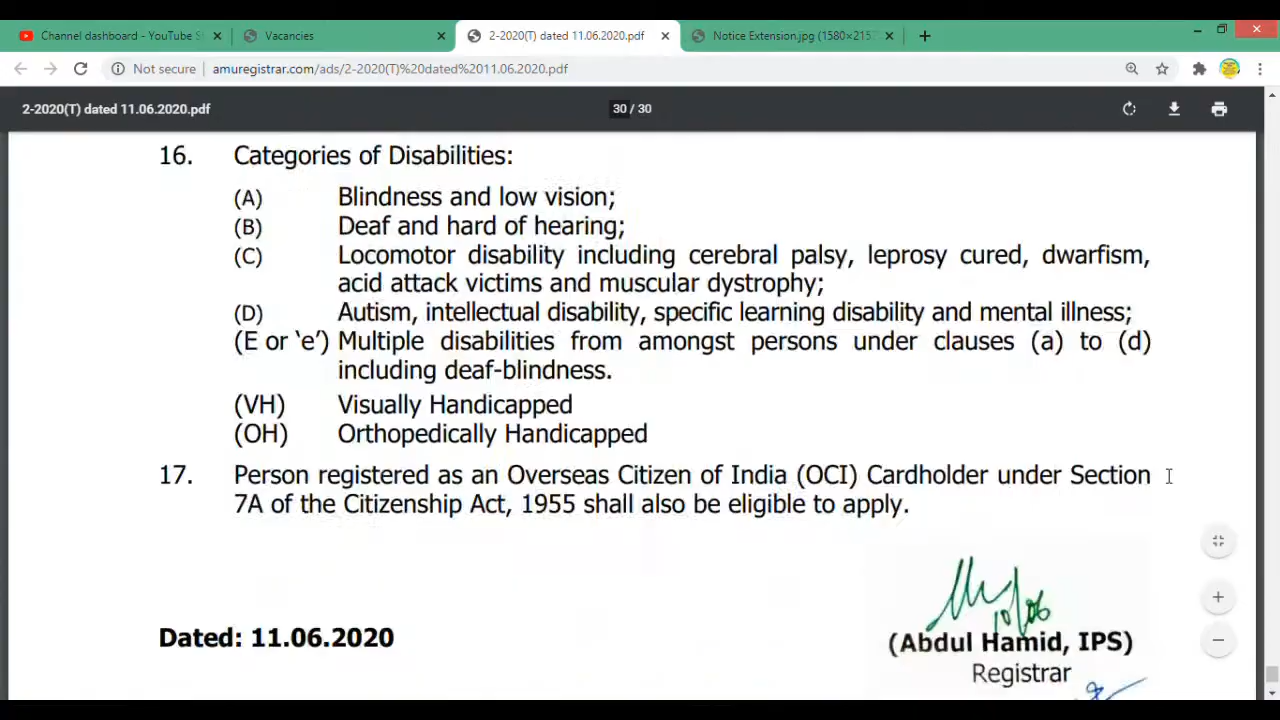 Channel dashboard - YouTube S
Vacancies
2-2020(T) dated 11.06.2020.pdf
Notice Extension.jpg (1580×2157
Not secure
amuregistrar.com/ads/2-2020(T)%20dated%2011.06.2020.pdf
2-2020(T) dated 11.06.2020.pdf
30 / 30
16. Categories of Disabilities:
(A) Blindness and low vision;
(B) Deaf and hard of hearing;
(C) Locomotor disability including cerebral palsy, leprosy cured, dwarfism,
acid attack victims and muscular dystrophy;
(D) Autism, intellectual disability, specific learning disability and mental illness;
(E or ‘e’) Multiple disabilities from amongst persons under clauses (a) to (d)
including deaf-blindness.
(VH) Visually Handicapped
(OH) Orthopedically Handicapped
17. Person registered as an Overseas Citizen of India (OCI) Cardholder under Section
7A of the Citizenship Act, 1955 shall also be eligible to apply.
Dated: 11.06.2020
(Abdul Hamid, IPS)
Registrar